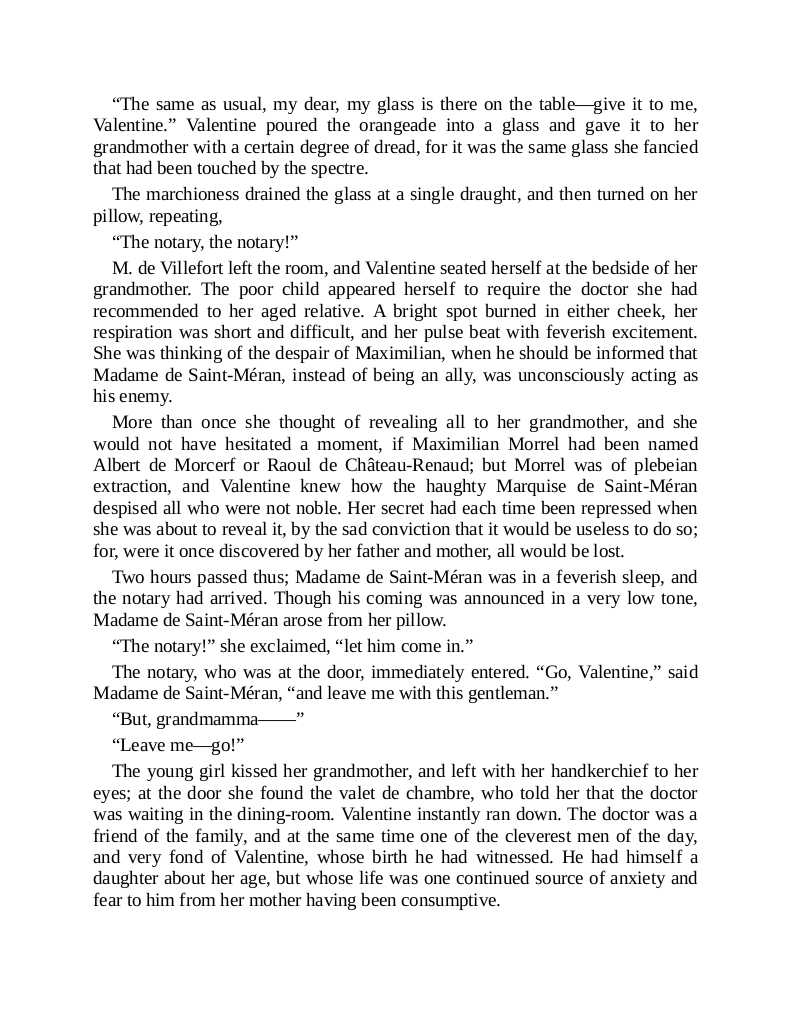 “The same as usual, my dear, my glass is there on the table—give it to me,
Valentine.” Valentine poured the orangeade into a glass and gave it to her
grandmother with a certain degree of dread, for it was the same glass she fancied
that had been touched by the spectre.
The marchioness drained the glass at a single draught, and then turned on her
pillow, repeating,
“The notary, the notary!”
M. de Villefort left the room, and Valentine seated herself at the bedside of her
grandmother. The poor child appeared herself to require the doctor she had
recommended to her aged relative. A bright spot burned in either cheek, her
respiration was short and difficult, and her pulse beat with feverish excitement.
She was thinking of the despair of Maximilian, when he should be informed that
Madame de Saint-Méran, instead of being an ally, was unconsciously acting as
his enemy.
More than once she thought of revealing all to her grandmother, and she
would not have hesitated a moment, if Maximilian Morrel had been named
Albert de Morcerf or Raoul de Château-Renaud; but Morrel was of plebeian
extraction, and Valentine knew how the haughty Marquise de Saint-Méran
despised all who were not noble. Her secret had each time been repressed when
she was about to reveal it, by the sad conviction that it would be useless to do so;
for, were it once discovered by her father and mother, all would be lost.
Two hours passed thus; Madame de Saint-Méran was in a feverish sleep, and
the notary had arrived. Though his coming was announced in a very low tone,
Madame de Saint-Méran arose from her pillow.
“The notary!” she exclaimed, “let him come in.”
The notary, who was at the door, immediately entered. “Go, Valentine,” said
Madame de Saint-Méran, “and leave me with this gentleman.”
“But, grandmamma——”
“Leave me—go!”
The young girl kissed her grandmother, and left with her handkerchief to her
eyes; at the door she found the valet de chambre, who told her that the doctor
was waiting in the dining-room. Valentine instantly ran down. The doctor was a
friend of the family, and at the same time one of the cleverest men of the day,
and very fond of Valentine, whose birth he had witnessed. He had himself a
daughter about her age, but whose life was one continued source of anxiety and
fear to him from her mother having been consumptive.